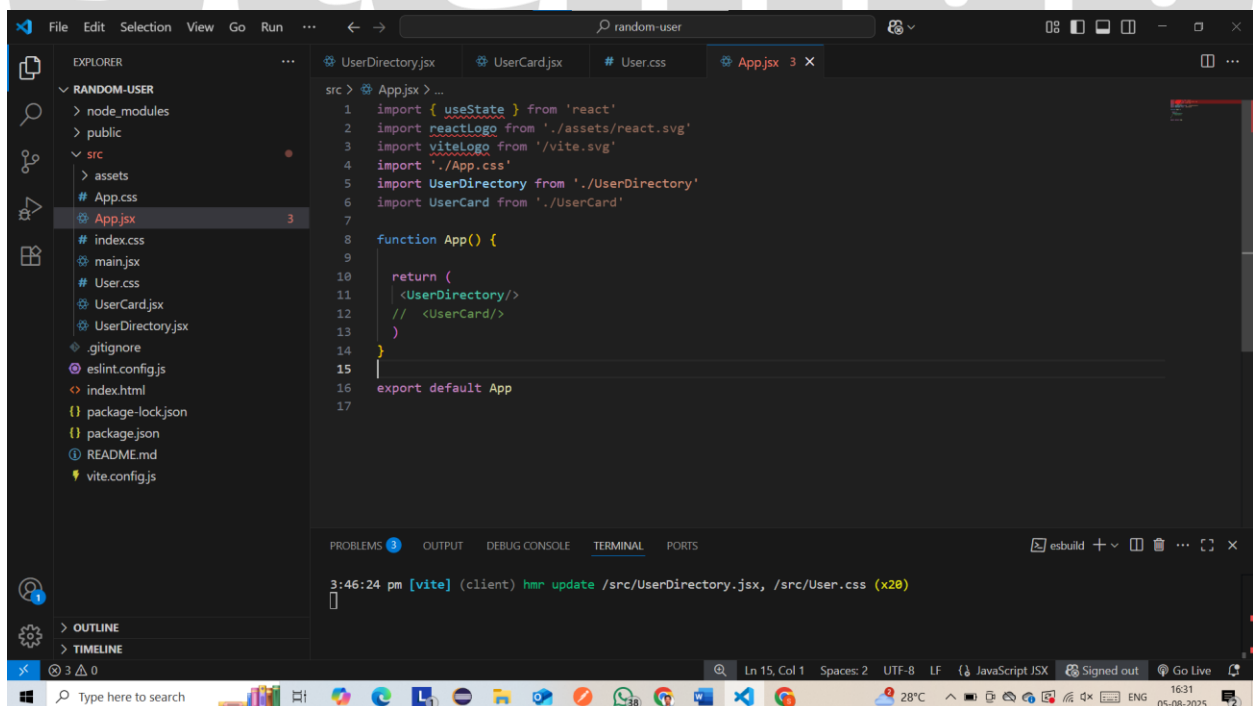 File Edit Selection View Go Run ··· random-user
EXPLORER ···
UserDirectory.jsx UserCard.jsx # User.css App.jsx 3
RANDOM-USER
node_modules
public
src
assets
# App.css
App.jsx 3
# index.css
main.jsx
# User.css
UserCard.jsx
UserDirectory.jsx
.gitignore
eslint.config.js
index.html
{} package-lock.json
{} package.json
README.md
vite.config.js
OUTLINE
TIMELINE
src > App.jsx > ...
1 import { useState } from 'react'
2 import reactLogo from './assets/react.svg'
3 import viteLogo from '/vite.svg'
4 import './App.css'
5 import UserDirectory from './UserDirectory'
6 import UserCard from './UserCard'
7
8 function App() {
9
10 return (
11 <UserDirectory/>
12 // <UserCard/>
13 )
14 }
15
16 export default App
17
PROBLEMS 3 OUTPUT DEBUG CONSOLE TERMINAL PORTS esbuild
3:46:24 pm [vite] (client) hmr update /src/UserDirectory.jsx, /src/User.css (x20)
1
3 0 Ln 15, Col 1 Spaces: 2 UTF-8 LF {} JavaScript JSX Signed out Go Live
Type here to search 38 28°C ENG 16:31
05-08-2025 2